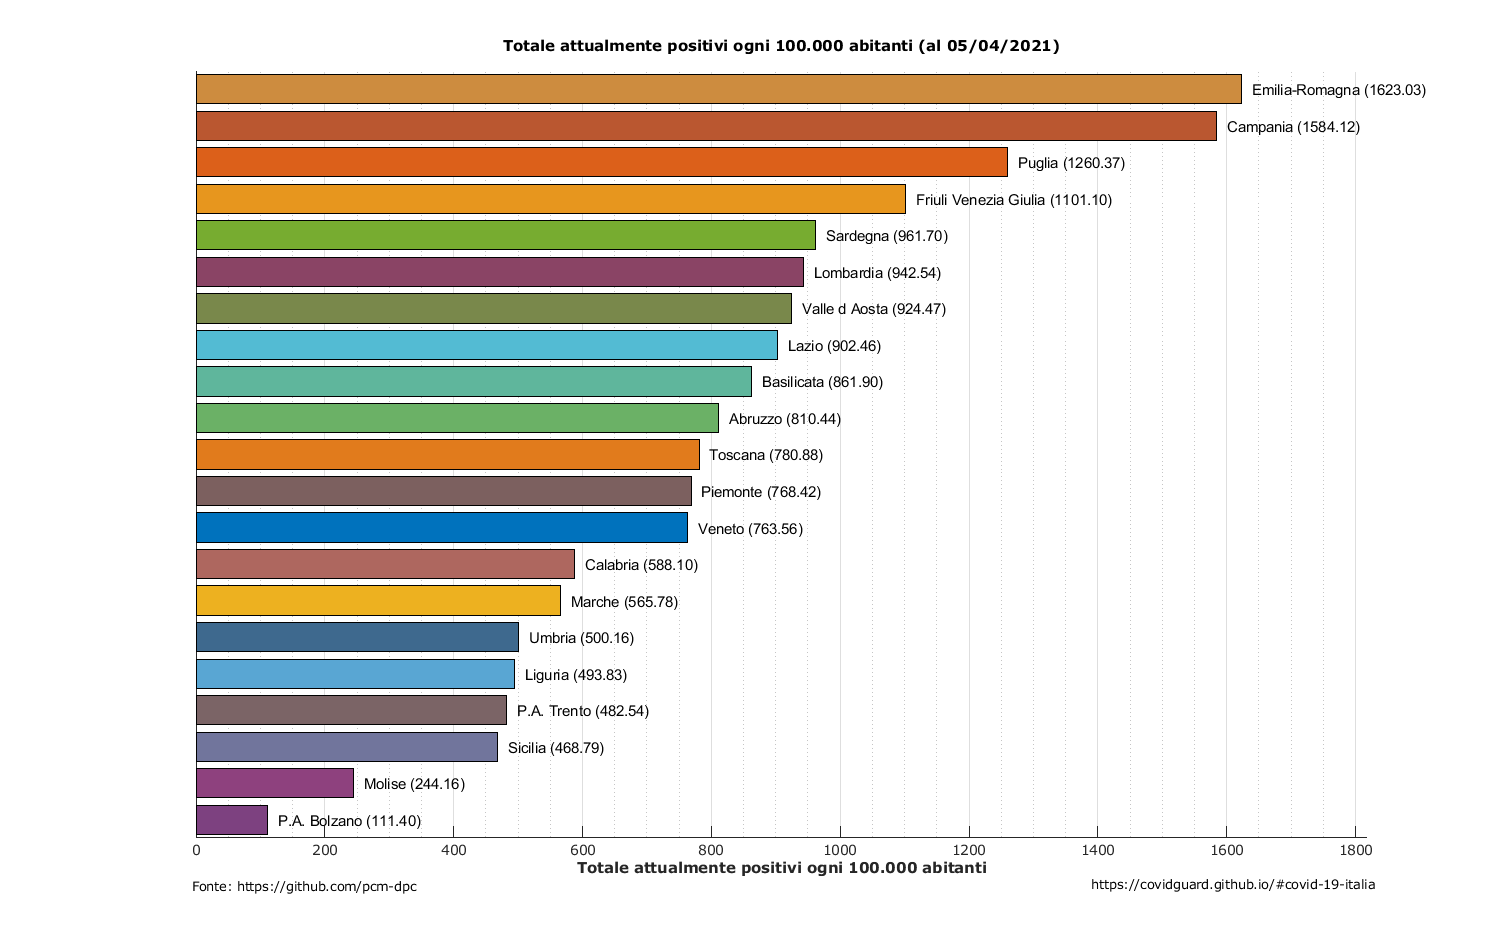 Totale attualmente positivi ogni 100.000 abitanti (al 05/04/2021)
Emilia-Romagna (1623.03)
Campania (1584.12)
Puglia (1260.37)
Friuli Venezia Giulia (1101.10)
Sardegna (961.70)
Lombardia (942.54)
Valle d Aosta (924.47)
Lazio (902.46)
Basilicata (861.90)
Abruzzo (810.44)
Toscana (780.88)
Piemonte (768.42)
Veneto (763.56)
Calabria (588.10)
Marche (565.78)
Umbria (500.16)
Liguria (493.83)
P.A. Trento (482.54)
Sicilia (468.79)
Molise (244.16)
P.A. Bolzano (111.40)
0 200 400 600 800 1000 1200 1400 1600 1800
Totale attualmente positivi ogni 100.000 abitanti
Fonte: https://github.com/pcm-dpc
https://covidguard.github.io/#covid-19-italia